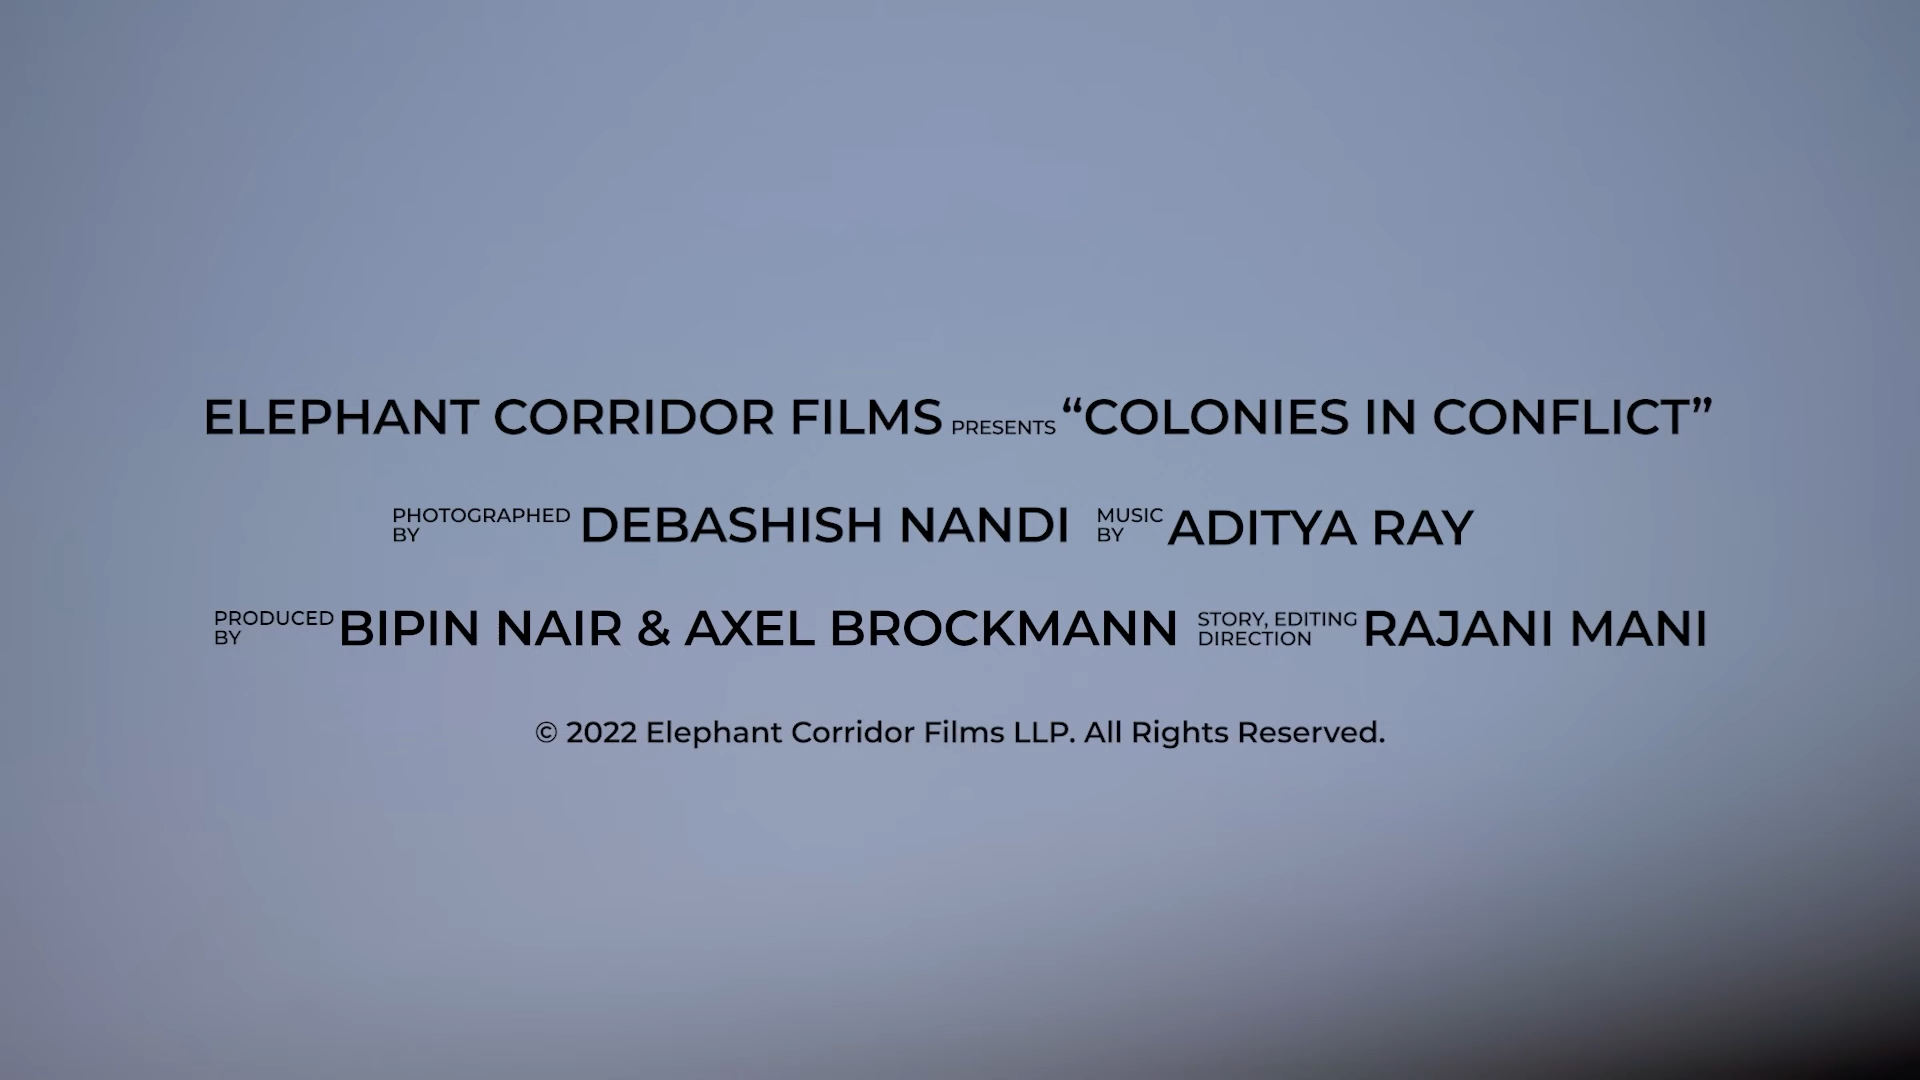 ELEPHANT CORRIDOR FILMS PRESENTS “COLONIES IN CONFLICT”
PHOTOGRAPHED BY DEBASHISH NANDI MUSIC BY ADITYA RAY
PRODUCED BY BIPIN NAIR & AXEL BROCKMANN STORY, EDITING DIRECTION RAJANI MANI
© 2022 Elephant Corridor Films LLP. All Rights Reserved.